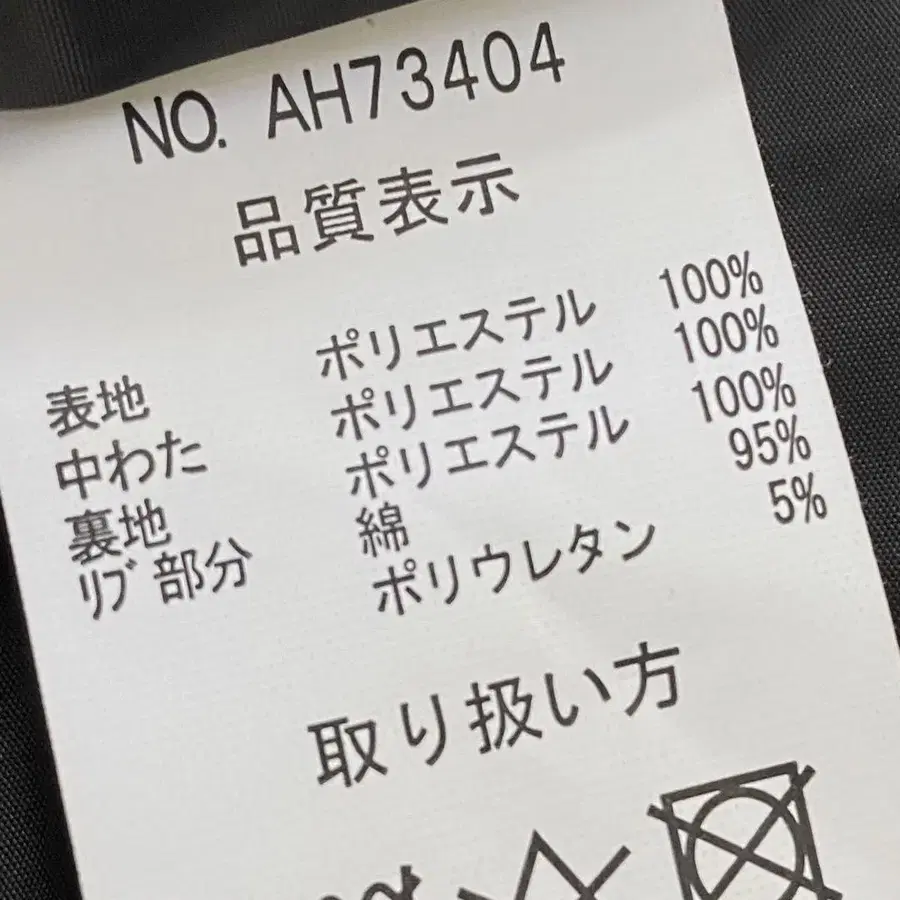 NO. AH73404
品質表示
表地 ポリエステル 100%
中わた ポリエステル 100%
裏地 ポリエステル 100%
ﾘﾌﾞ部分 綿 95%
ポリウレタン 5%
取り扱い方